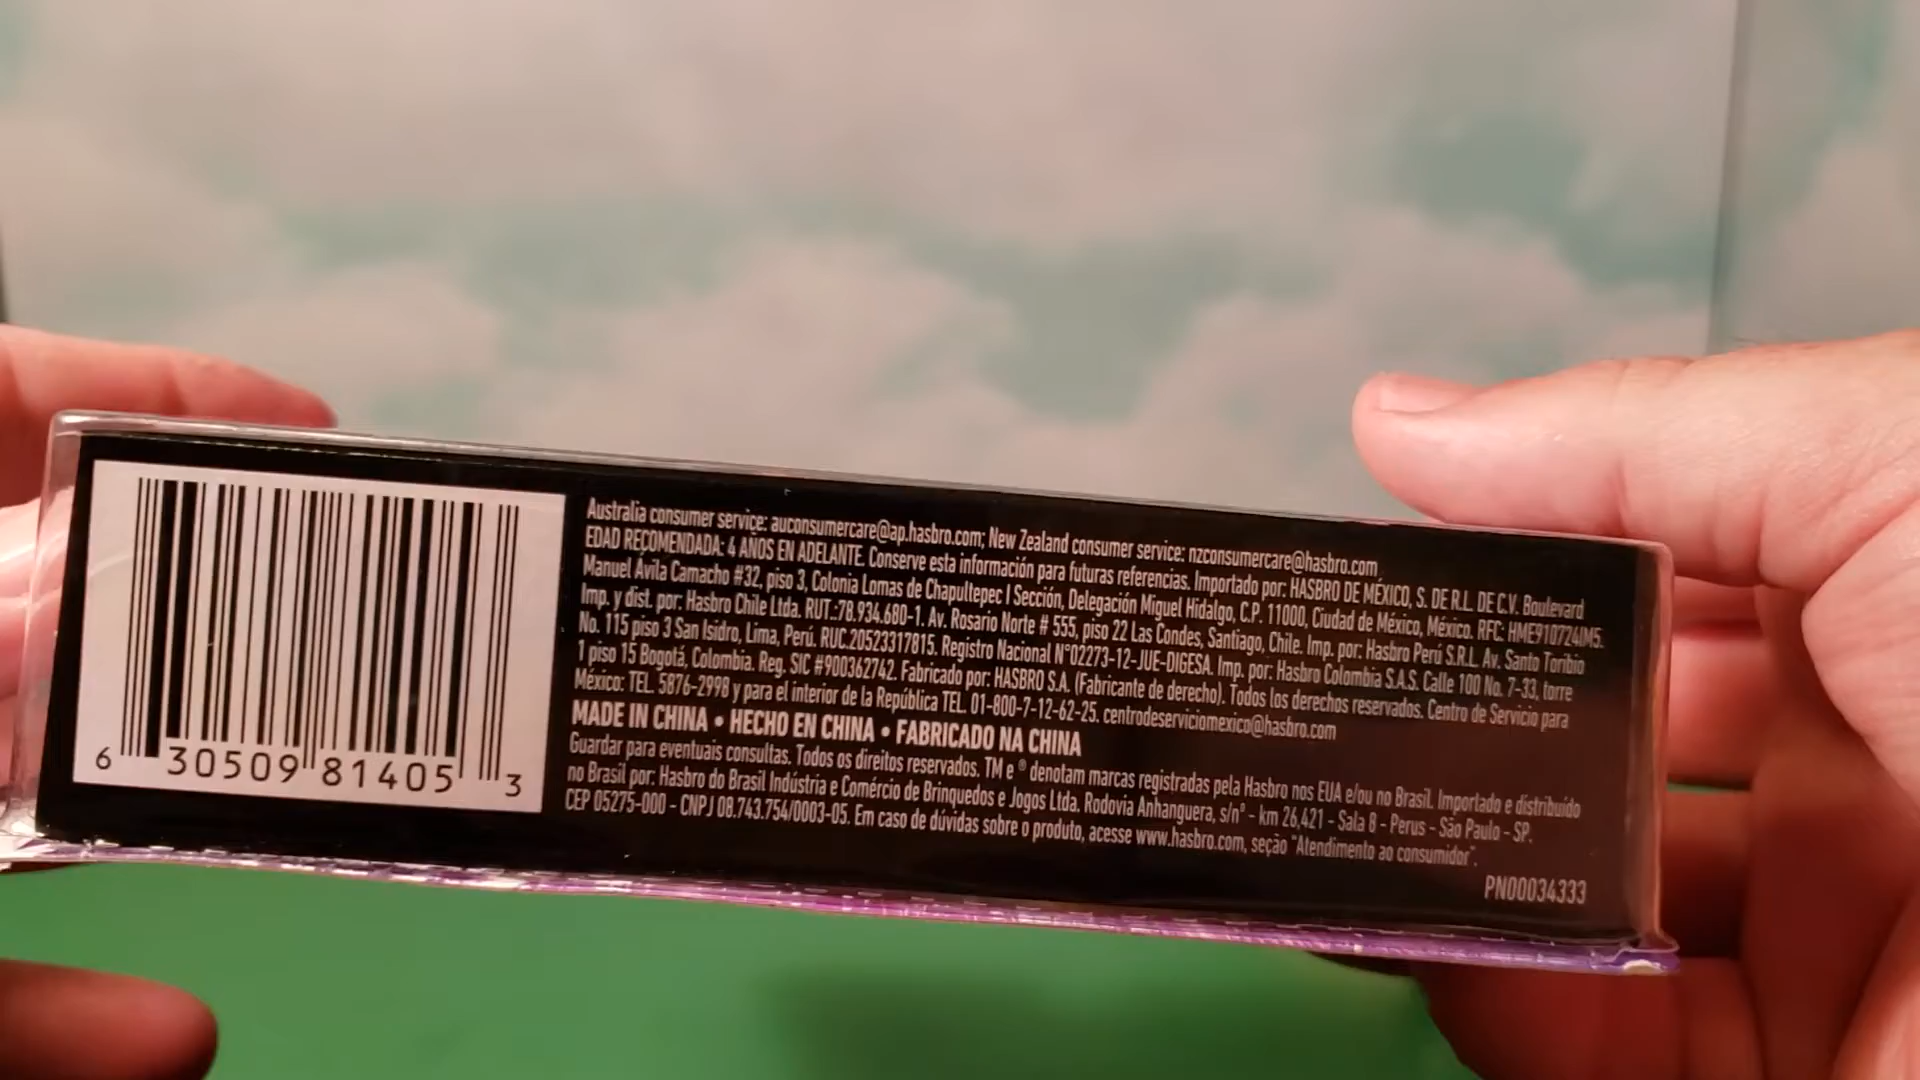 Australia consumer service: auconsumercare@ap.hasbro.com; New Zealand consumer service: nzconsumercare@hasbro.com
EDAD RECOMENDADA: 4 AÑOS EN ADELANTE. Conserve esta información para futuras referencias. Importado por: HASBRO DE MÉXICO, S. DE R.L. DE C.V. Boulevard
Manuel Ávila Camacho #32, piso 3, Colonia Lomas de Chapultepec I Sección, Delegación Miguel Hidalgo, C.P. 11000, Ciudad de México, México. RFC: HME910724IM5.
Imp. y dist. por: Hasbro Chile Ltda. RUT.:78.934.680-1. Av. Rosario Norte # 555, piso 22 Las Condes, Santiago, Chile. Imp. por: Hasbro Perú S.R.L. Av. Santo Toribio
No. 115 piso 3 San Isidro, Lima, Perú. RUC.20523317815. Registro Nacional N°02273-12-JUE-DIGESA. Imp. por: Hasbro Colombia S.A.S. Calle 100 No. 7-33, torre
1 piso 15 Bogotá, Colombia. Reg. SIC #900362742. Fabricado por: HASBRO S.A. (Fabricante de derecho). Todos los derechos reservados. Centro de Servicio para
México: TEL. 5876-2998 y para el interior de la República TEL. 01-800-7-12-62-25. centrodeserviciomexico@hasbro.com
MADE IN CHINA • HECHO EN CHINA • FABRICADO NA CHINA
Guardar para eventuais consultas. Todos os direitos reservados. TM e ® denotam marcas registradas pela Hasbro nos EUA e/ou no Brasil. Importado e distribuído
no Brasil por: Hasbro do Brasil Indústria e Comércio de Brinquedos e Jogos Ltda. Rodovia Anhanguera, s/nº - km 26,421 - Sala 8 - Perus - São Paulo - SP.
CEP 05275-000 - CNPJ 08.743.754/0003-05. Em caso de dúvidas sobre o produto, acesse www.hasbro.com, seção "Atendimento ao consumidor".
PN00034333
6 30509 81405 3